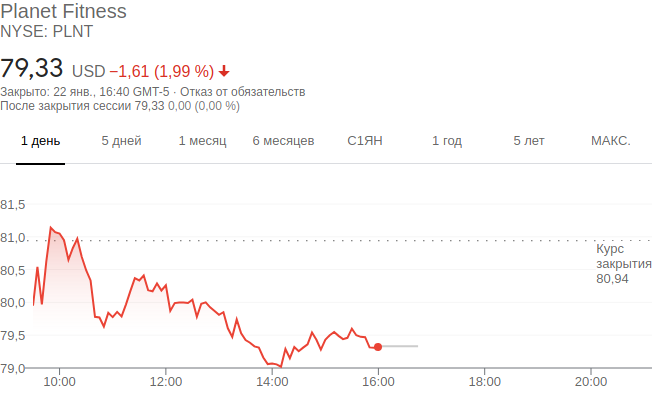 Planet Fitness
NYSE: PLNT
79,33 USD −1,61 (1,99 %)
Закрыто: 22 янв., 16:40 GMT-5 · Отказ от обязательств
После закрытия сессии 79,33 0,00 (0,00 %)
1 день 5 дней 1 месяц 6 месяцев С1ЯН 1 год 5 лет МАКС.
81,5
81,0
Курс
закрытия
80,94
80,5
80,0
79,5
79,0
10:00 12:00 14:00 16:00 18:00 20:00